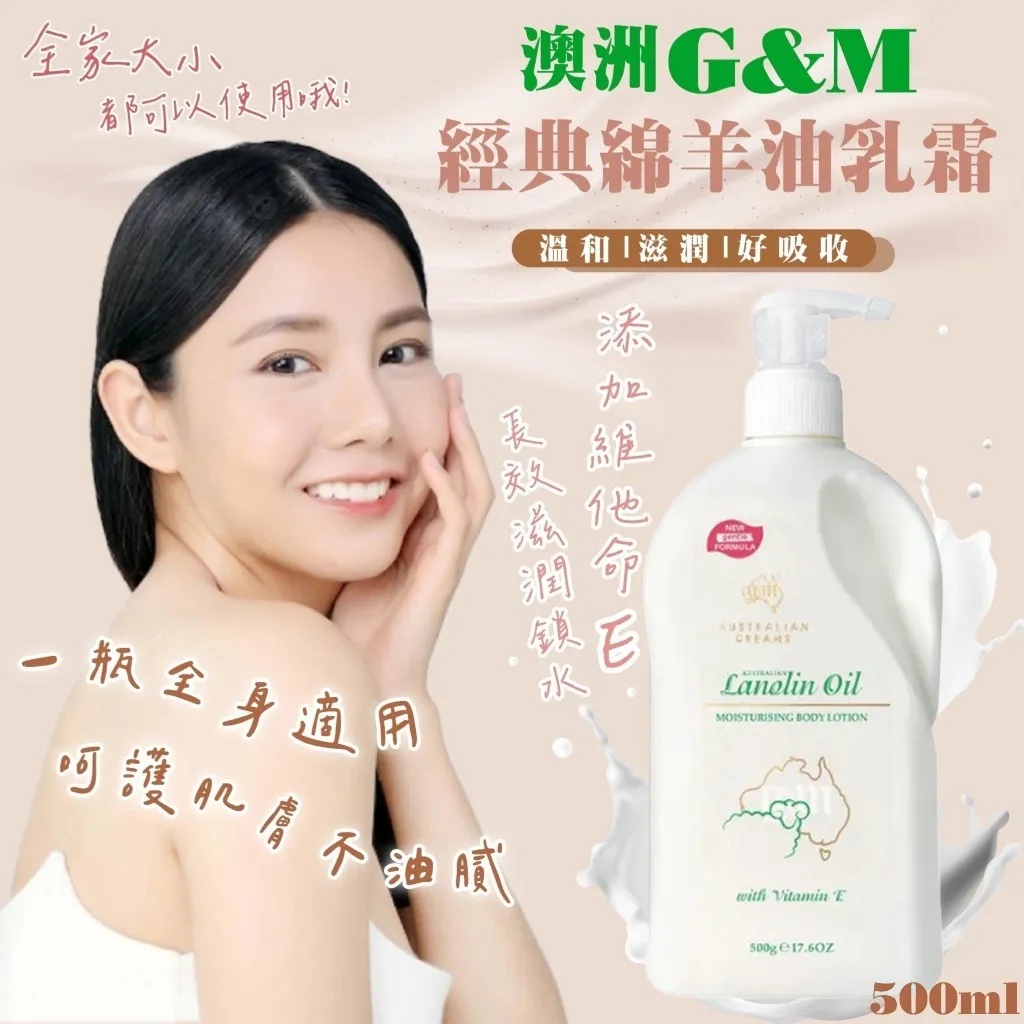 全家大小
都可以使用哦!
澳洲G&M
經典綿羊油乳霜
溫和|滋潤|好吸收
添加維他命E
長效滋潤鎖水
一瓶全身適用
呵護肌膚不油膩
NEW
gentle
FORMULA
AUSTRALIAN
CREAMS
AUSTRALIAN
Lanolin Oil
MOISTURISING BODY LOTION
with Vitamin E
500g ℮ 17.6OZ
500ml